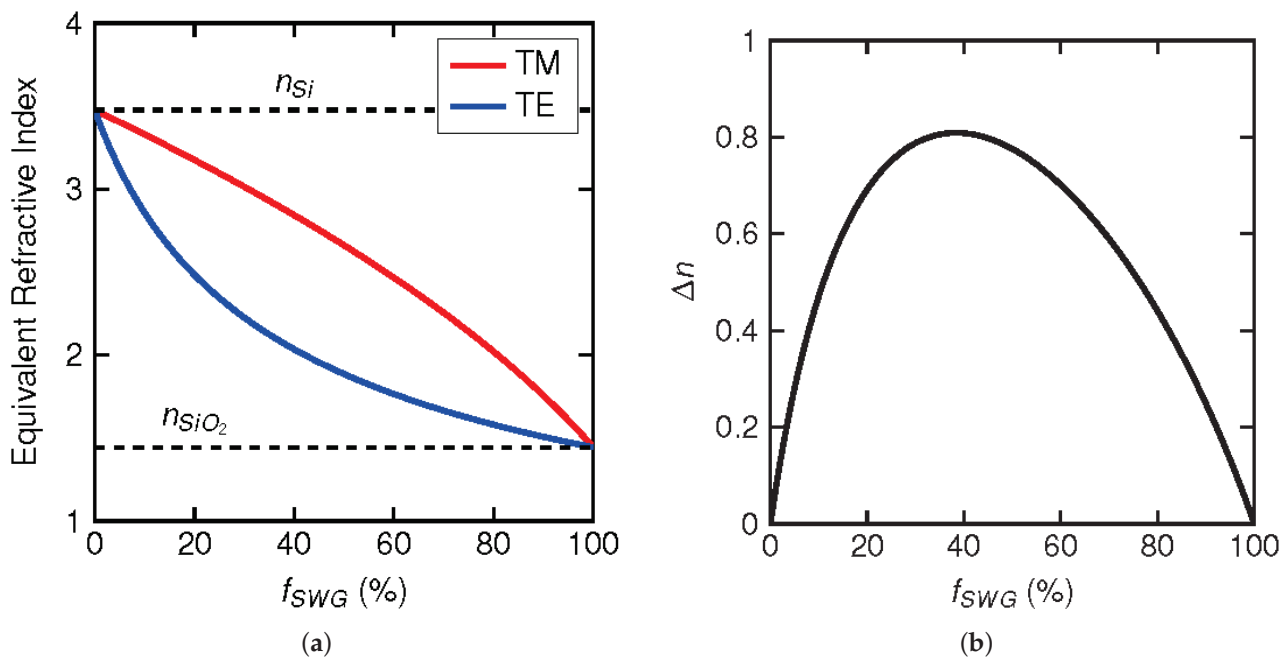 4
3
2
1
Equivalent Refractive Index
n_Si
n_SiO₂
TM
TE
0 20 40 60 80 100
f_SWG (%)
(a)
1
0.8
0.6
0.4
0.2
0
Δn
0 20 40 60 80 100
f_SWG (%)
(b)